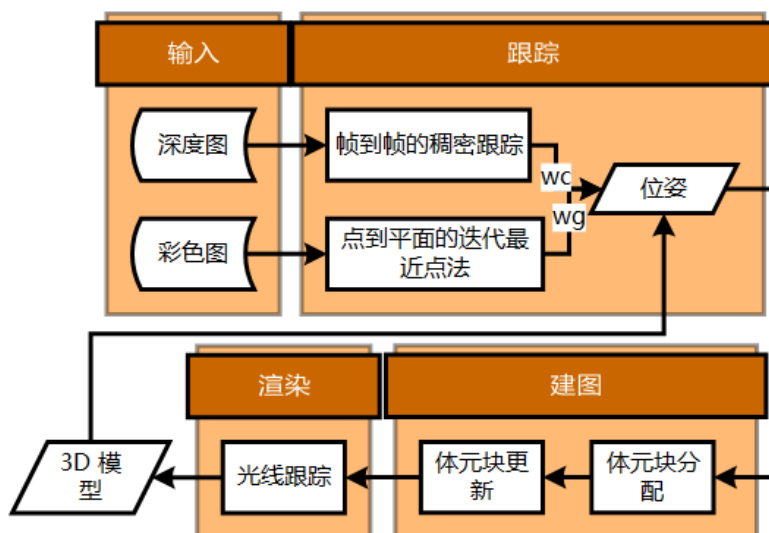 输入
跟踪
深度图
帧到帧的稠密跟踪
wc
位姿
wg
彩色图
点到平面的迭代最
近点法
渲染
建图
3D 模
型
光线跟踪
体元块更
新
体元块分
配